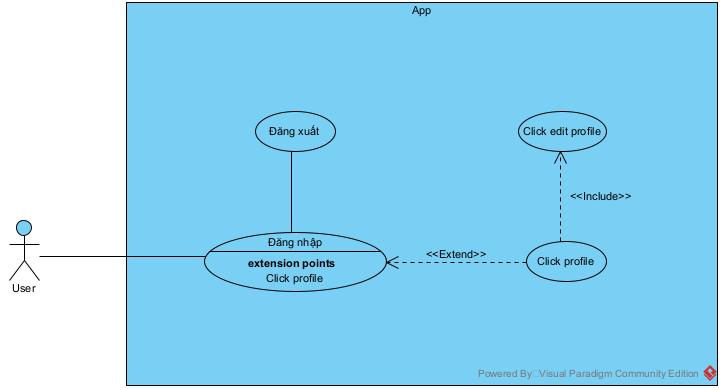 App
Đăng xuất
Click edit profile
<<Include>>
Đăng nhập
extension points
Click profile
<<Extend>>
Click profile
User
Powered By Visual Paradigm Community Edition